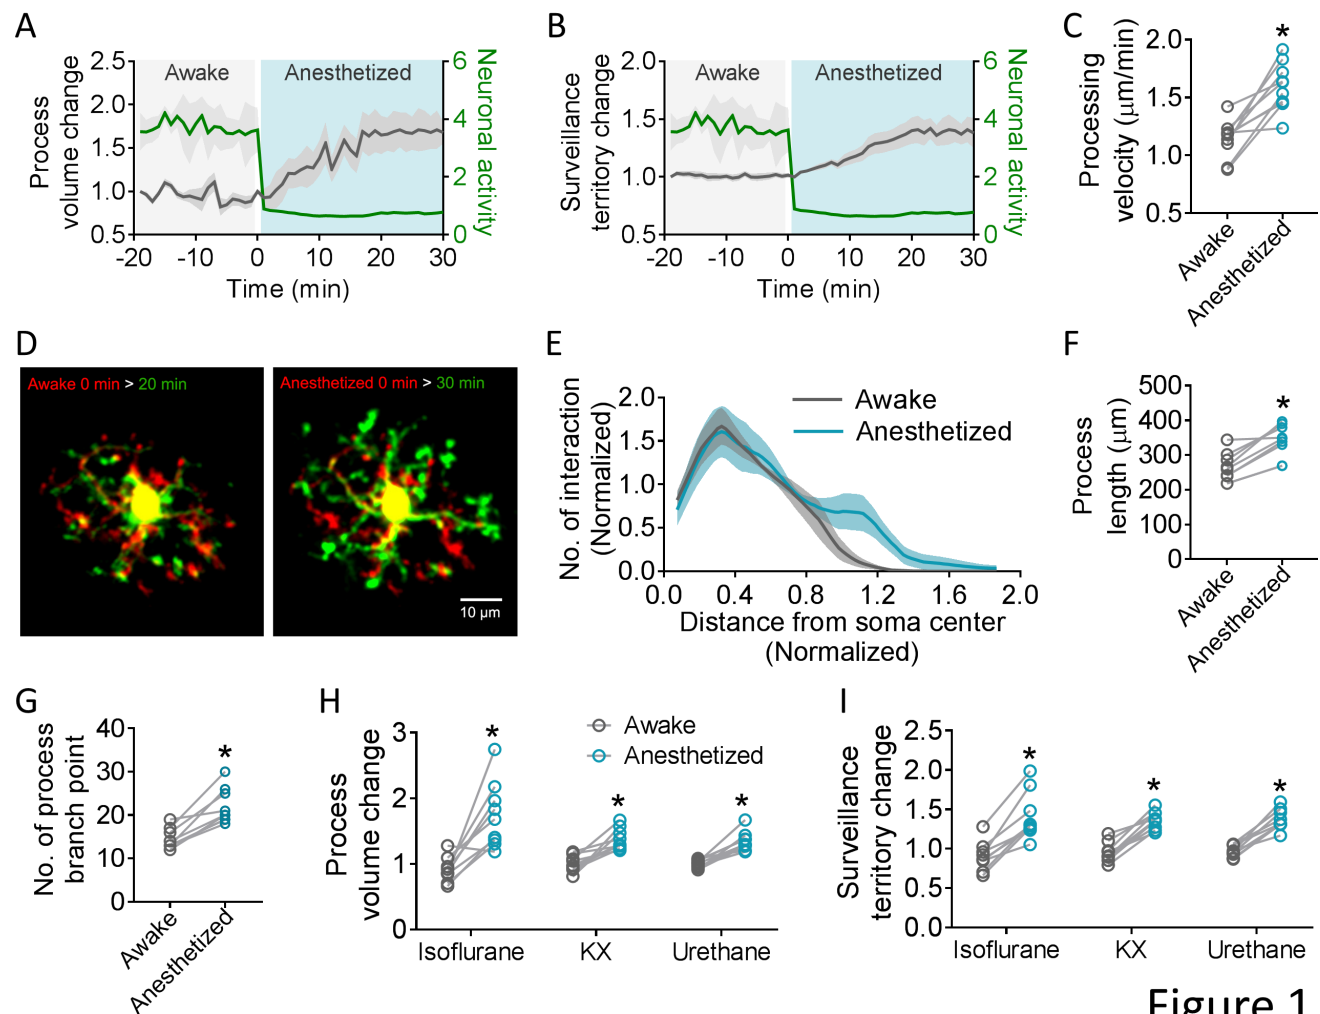 A
Process
volume change
2.5
2.0
1.5
1.0
0.5
Awake
Anesthetized
6
4
2
0
Neuronal activity
-20
-10
0
10
20
30
Time (min)
B
Surveillance
territory change
2.0
1.5
1.0
0.5
Awake
Anesthetized
6
4
2
0
Neuronal activity
-20
-10
0
10
20
30
Time (min)
C
Processing
velocity (μm/min)
2.0
1.5
1.0
0.5
*
Awake
Anesthetized
D
Awake 0 min > 20 min
Anesthetized 0 min > 30 min
10 μm
E
No. of interaction
(Normalized)
2.0
1.5
1.0
0.5
0.0
Awake
Anesthetized
0.0
0.4
0.8
1.2
1.6
2.0
Distance from soma center
(Normalized)
F
Process
length (μm)
500
400
300
200
100
0
*
Awake
Anesthetized
G
No. of process
branch point
40
30
20
10
0
*
Awake
Anesthetized
H
Process
volume change
3
2
1
0
Awake
Anesthetized
*
*
*
Isoflurane
KX
Urethane
I
Surveillance
territory change
2.5
2.0
1.5
1.0
0.5
0.0
*
*
*
Isoflurane
KX
Urethane
Figure 1